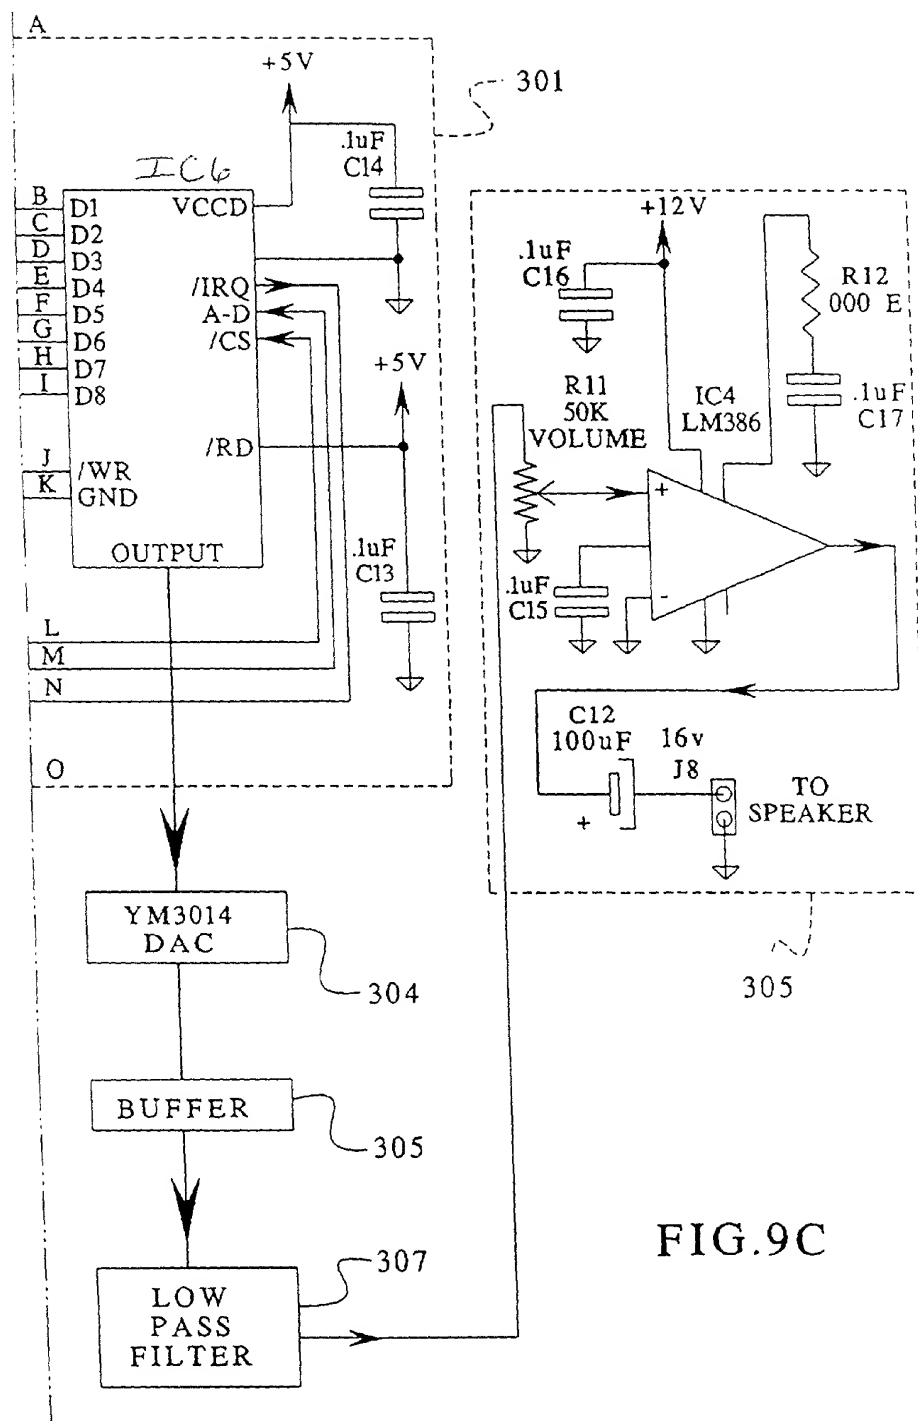 A
+5V
301
.1uF
C14
IC6
B
C
D
E
F
G
H
I
D1
D2
D3
D4
D5
D6
D7
D8
VCCD
/IRQ
A-D
/CS
/RD
J
K
/WR
GND
OUTPUT
+5V
.1uF
C13
L
M
N
O
+12V
.1uF
C16
R12
000 E
.1uF
C17
R11
50K
VOLUME
IC4
LM386
+
-
.1uF
C15
C12
100uF
16v
J8
+
TO
SPEAKER
305
YM3014
DAC
304
BUFFER
305
LOW
PASS
FILTER
307
FIG.9C